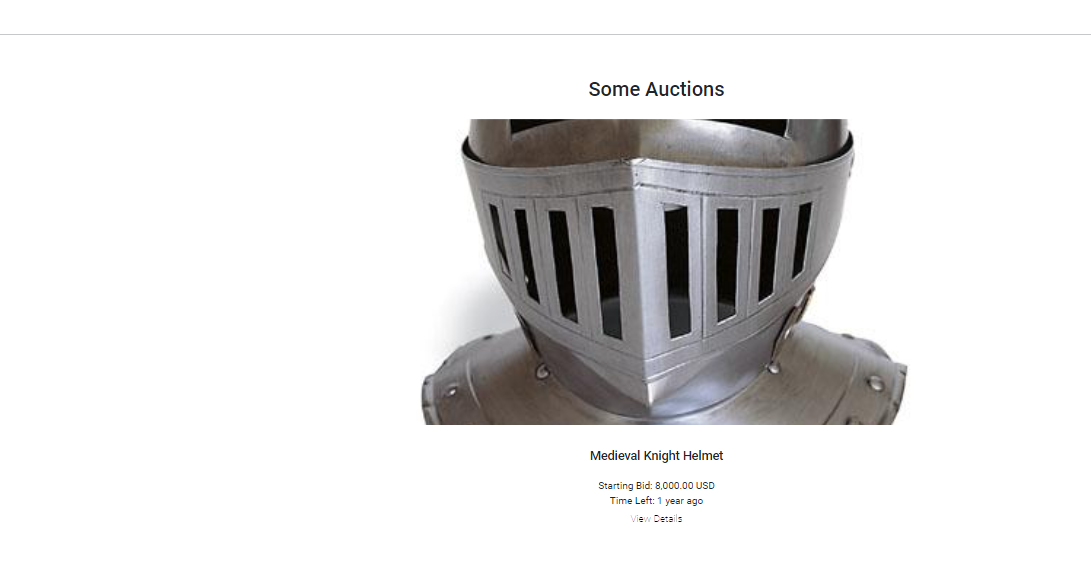 Some Auctions
Medieval Knight Helmet
Starting Bid: 8,000.00 USD
Time Left: 1 year ago
View Details